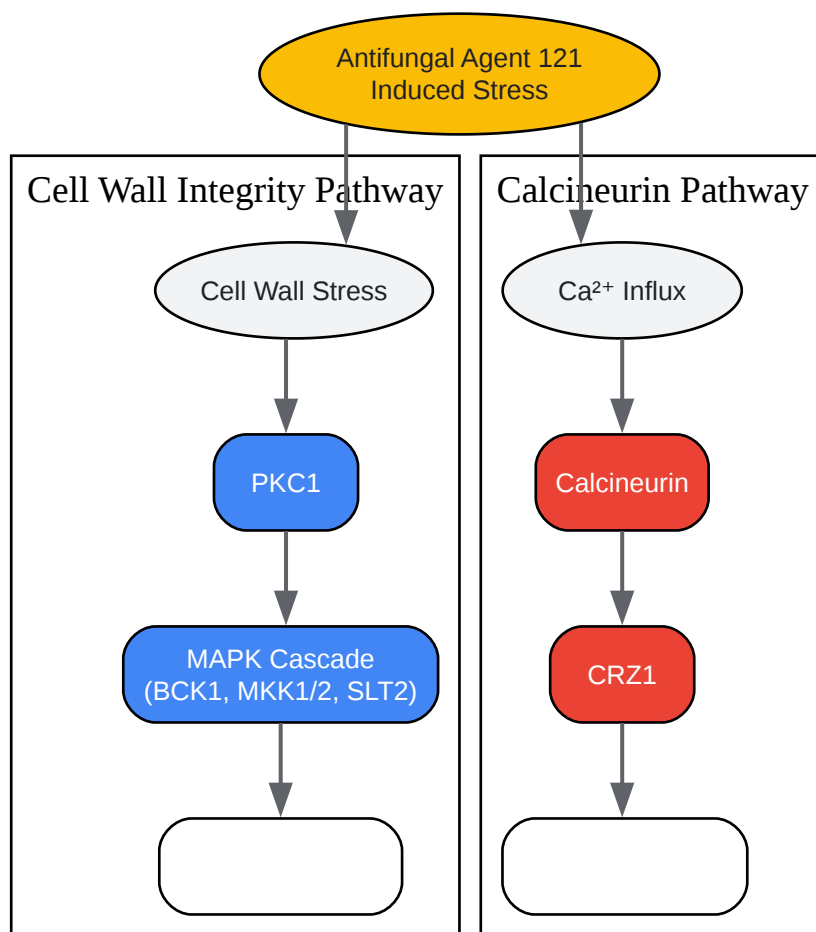 Antifungal Agent 121
Induced Stress
Cell Wall Integrity Pathway
Calcineurin Pathway
Cell Wall Stress
Ca²⁺ Influx
PKC1
Calcineurin
MAPK Cascade
(BCK1, MKK1/2, SLT2)
CRZ1